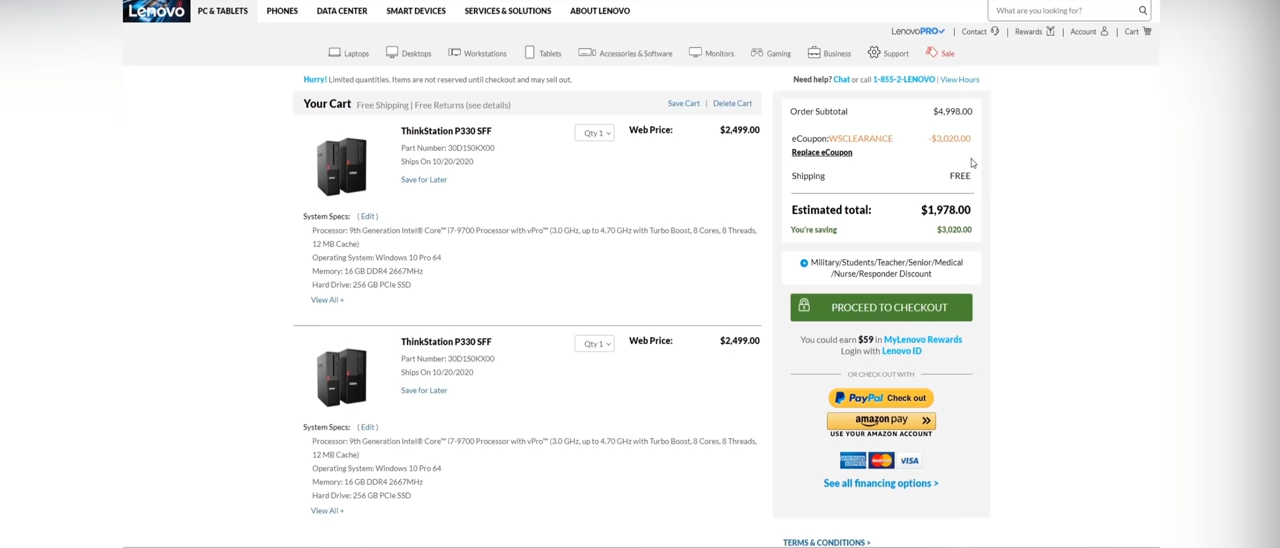 Lenovo
PC & TABLETS PHONES DATA CENTER SMART DEVICES SERVICES & SOLUTIONS ABOUT LENOVO
What are you looking for?
LenovoPRO | Contact | Rewards | Account | Cart
Laptops Desktops Workstations Tablets Accessories & Software Monitors Gaming Business Support Sale
Hurry! Limited quantities. Items are not reserved until checkout and may sell out.
Need help? Chat or call 1-855-2-LENOVO | View Hours
Your Cart Free Shipping | Free Returns (see details)
Save Cart | Delete Cart
ThinkStation P330 SFF
Qty 1
Web Price: $2,499.00
Part Number: 30D1S0KX00
Ships On 10/20/2020
Save for Later
System Specs: ( Edit )
Processor: 9th Generation Intel® Core™ i7-9700 Processor with vPro™ (3.0 GHz, up to 4.70 GHz with Turbo Boost, 8 Cores, 8 Threads,
12 MB Cache)
Operating System: Windows 10 Pro 64
Memory: 16 GB DDR4 2667MHz
Hard Drive: 256 GB PCIe SSD
View All +
ThinkStation P330 SFF
Qty 1
Web Price: $2,499.00
Part Number: 30D1S0KX00
Ships On 10/20/2020
Save for Later
System Specs: ( Edit )
Processor: 9th Generation Intel® Core™ i7-9700 Processor with vPro™ (3.0 GHz, up to 4.70 GHz with Turbo Boost, 8 Cores, 8 Threads,
12 MB Cache)
Operating System: Windows 10 Pro 64
Memory: 16 GB DDR4 2667MHz
Hard Drive: 256 GB PCIe SSD
View All +
Order Subtotal $4,998.00
eCoupon:WSCLEARANCE -$3,020.00
Replace eCoupon
Shipping FREE
Estimated total: $1,978.00
You're saving $3,020.00
Military/Students/Teacher/Senior/Medical
/Nurse/Responder Discount
PROCEED TO CHECKOUT
You could earn $59 in MyLenovo Rewards
Login with Lenovo ID
OR CHECK OUT WITH
PayPal Check out
amazon pay
USE YOUR AMAZON ACCOUNT
AMERICAN EXPRESS MasterCard VISA
See all financing options >
TERMS & CONDITIONS >